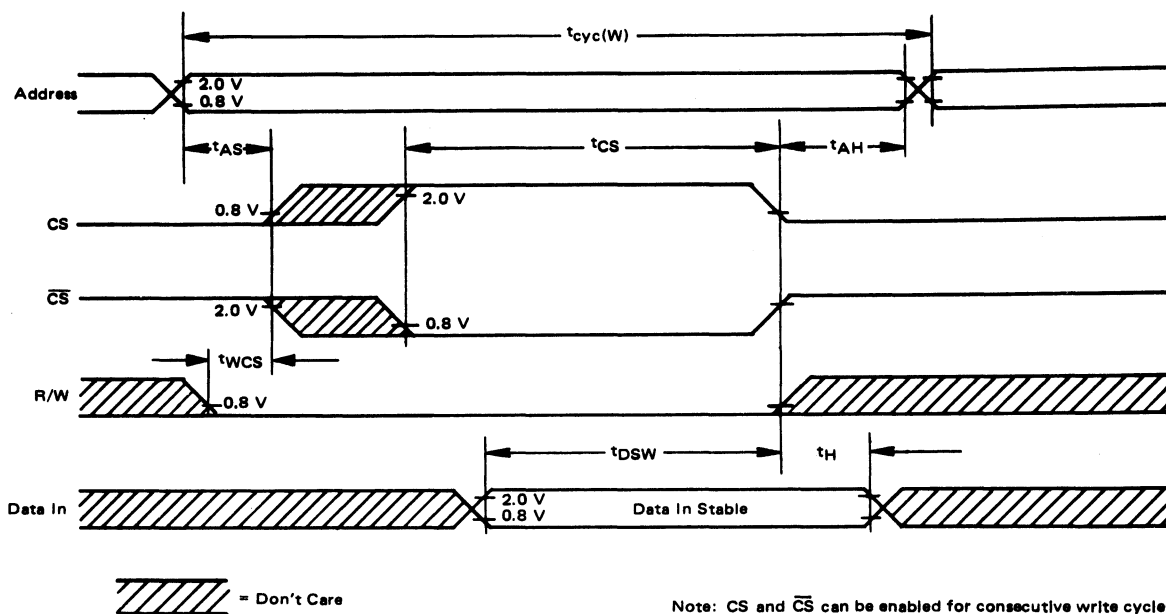 tcyc(W)
Address
2.0 V
0.8 V
tAS
tCS
tAH
CS
0.8 V
2.0 V
C̅S̅
2.0 V
0.8 V
tWCS
R/W
0.8 V
tDSW
tH
Data In
2.0 V
0.8 V
Data In Stable
= Don't Care
Note: CS and C̅S̅ can be enabled for consecutive write cycle